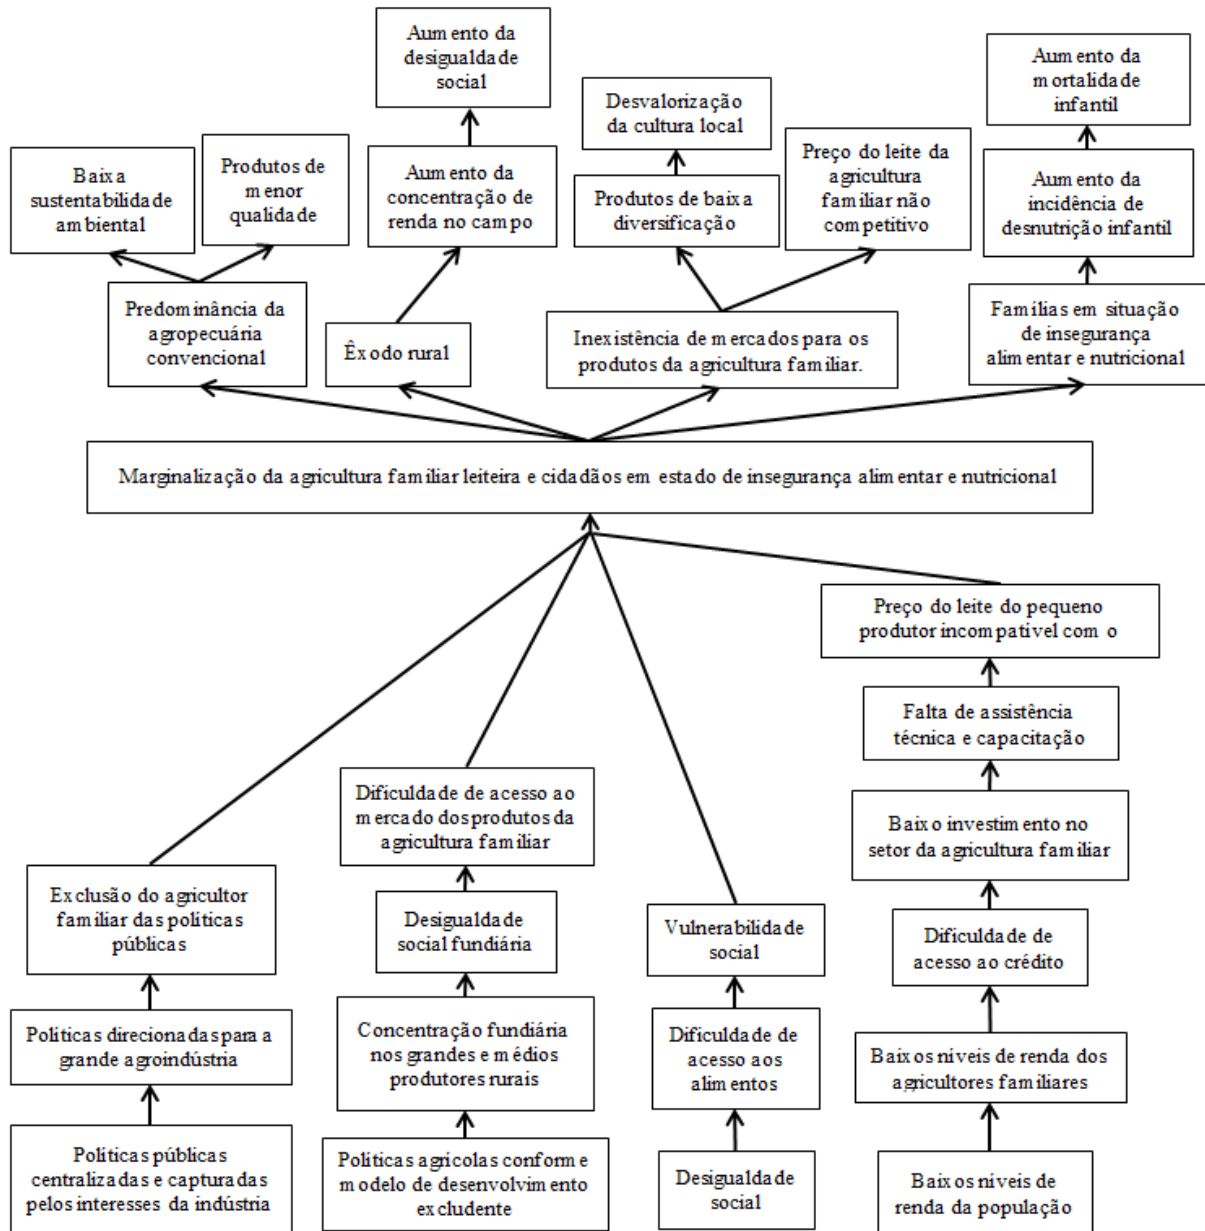 Aumento da
desigualdade
social
Aumento da
mortalidade
infantil
Desvalorização
da cultura local
Baixa
sustentabilidade
ambiental
Produtos de
menor
qualidade
Aumento da
concentração de
renda no campo
Produtos de baixa
diversificação
Preço do leite da
agricultura
familiar não
competitivo
Aumento da
incidência de
desnutrição infantil
Predominância da
agropecuária
convencional
Êxodo rural
Inexistência de mercados para os
produtos da agricultura familiar.
Famílias em situação
de insegurança
alimentar e nutricional
Marginalização da agricultura familiar leiteira e cidadãos em estado de insegurança alimentar e nutricional
Preço do leite do pequeno
produtor incompatível com o
Falta de assistência
técnica e capacitação
Dificuldade de acesso ao
mercado dos produtos da
agricultura familiar
Baixo investimento no
setor da agricultura familiar
Exclusão do agricultor
familiar das políticas
públicas
Desigualdade
social fundiária
Vulnerabilidade
social
Dificuldade de
acesso ao crédito
Políticas direcionadas para a
grande agroindústria
Concentração fundiária
nos grandes e médios
produtores rurais
Dificuldade de
acesso aos
alimentos
Baixos níveis de renda dos
agricultores familiares
Políticas públicas
centralizadas e capturadas
pelos interesses da indústria
Políticas agrícolas conforme
modelo de desenvolvimento
excludente
Desigualdade
social
Baixos níveis de
renda da população